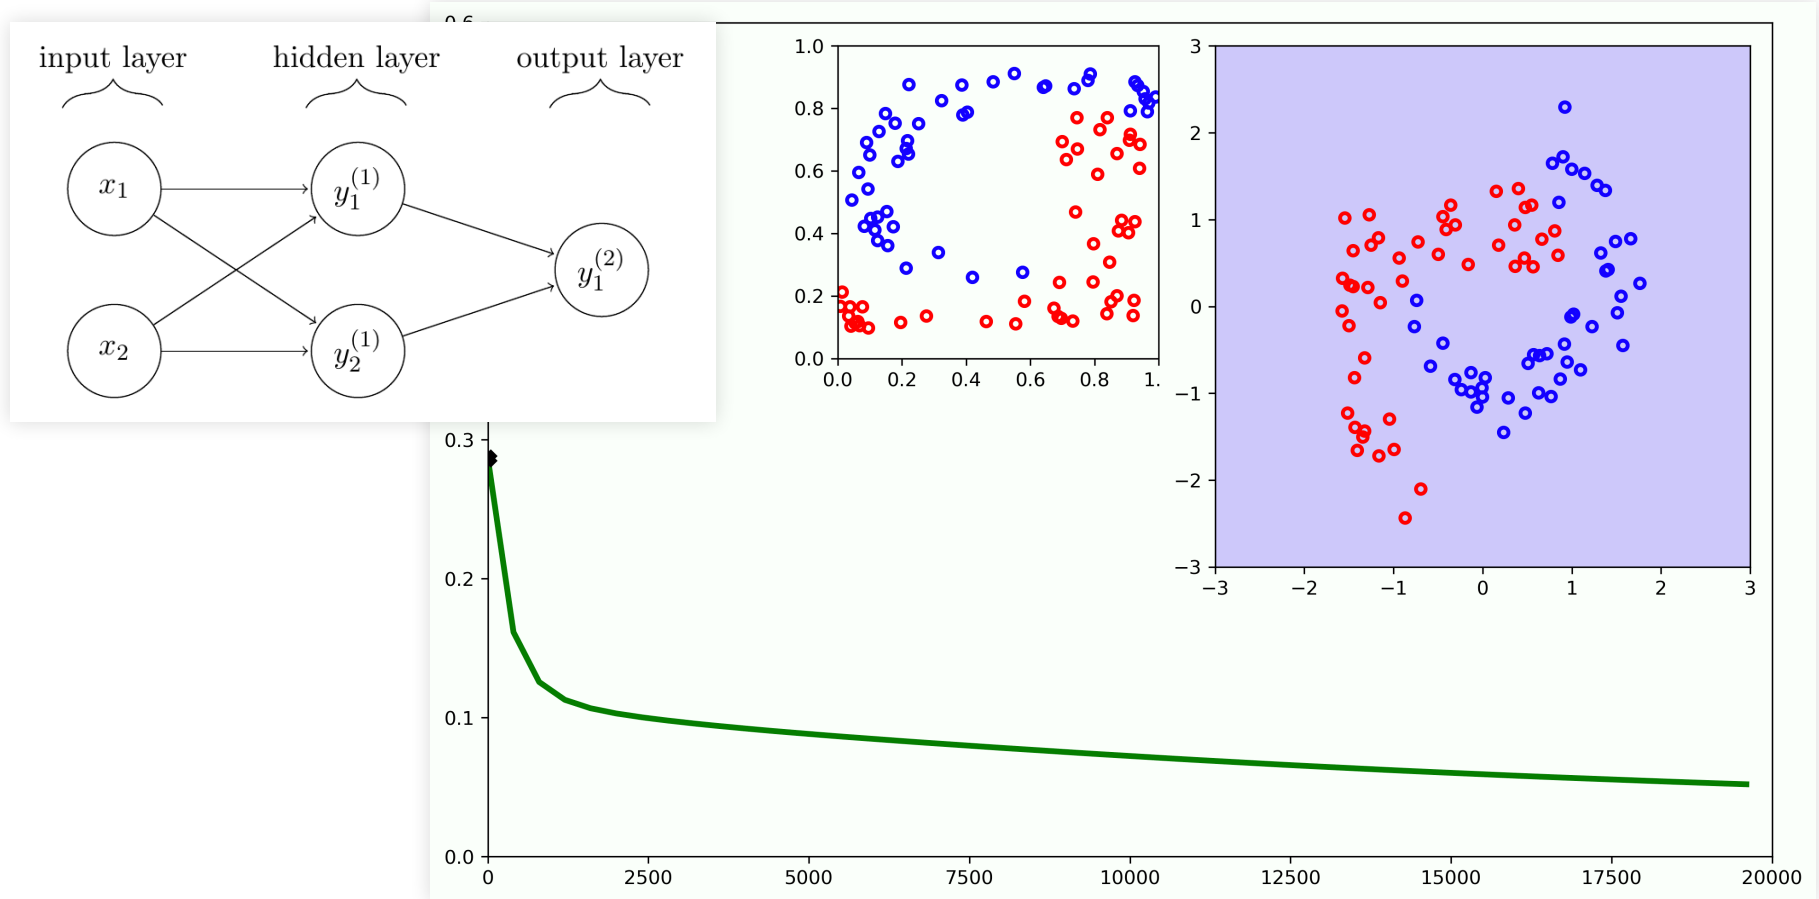 input layer
hidden layer
output layer
x₁
y₁⁽¹⁾
x₂
y₂⁽¹⁾
y₁⁽²⁾
1.0
0.8
0.6
0.4
0.2
0.0
0.0 0.2 0.4 0.6 0.8 1.
3
2
1
0
−1
−2
−3
−3 −2 −1 0 1 2 3
0.3
0.2
0.1
0.0
0 2500 5000 7500 10000 12500 15000 17500 20000